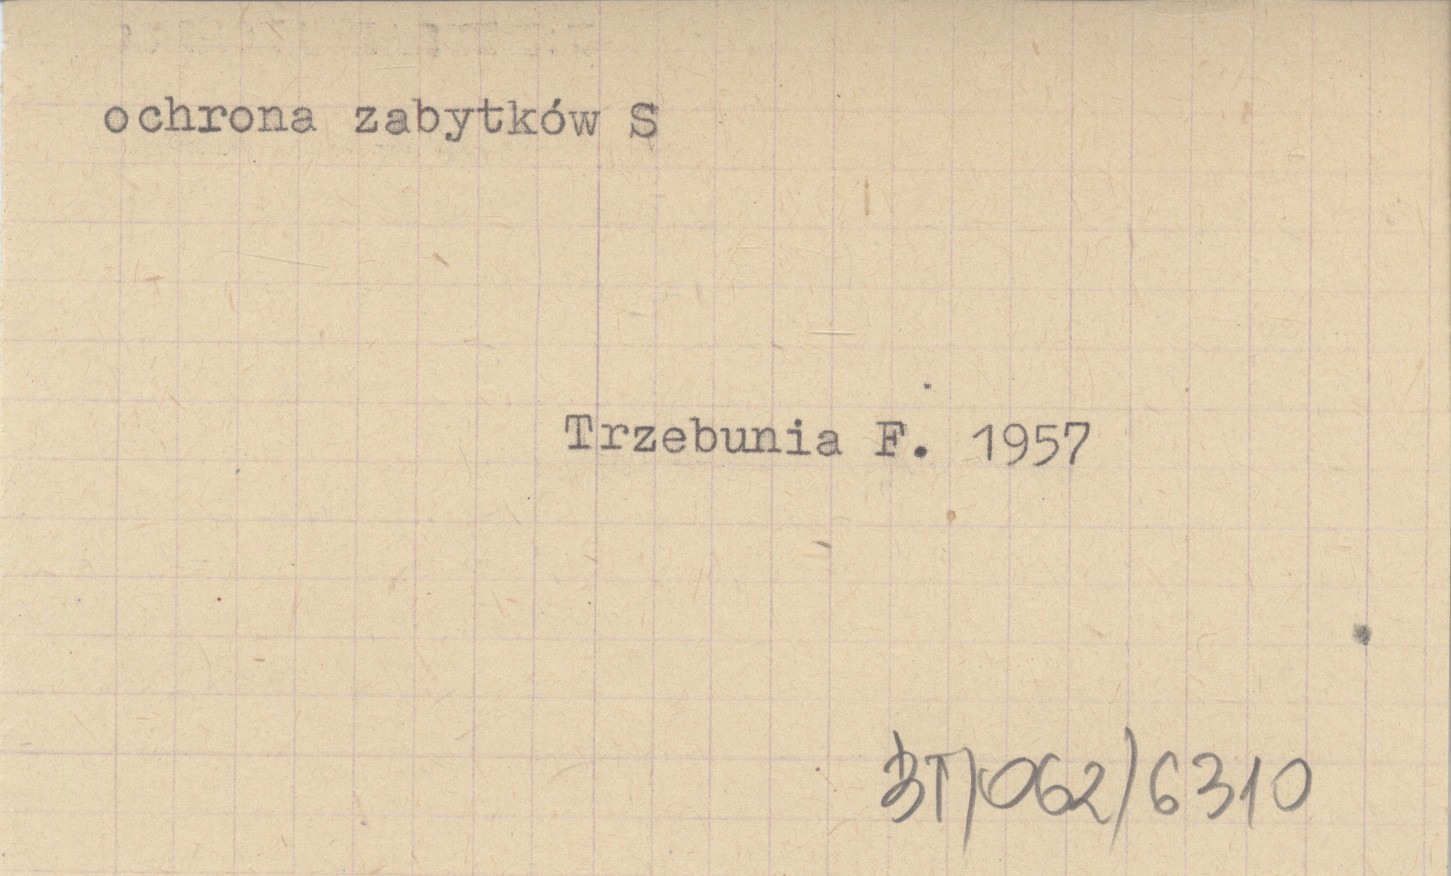 ochrona zabytków S
Trzebunia F. 1957
BT/062/6310